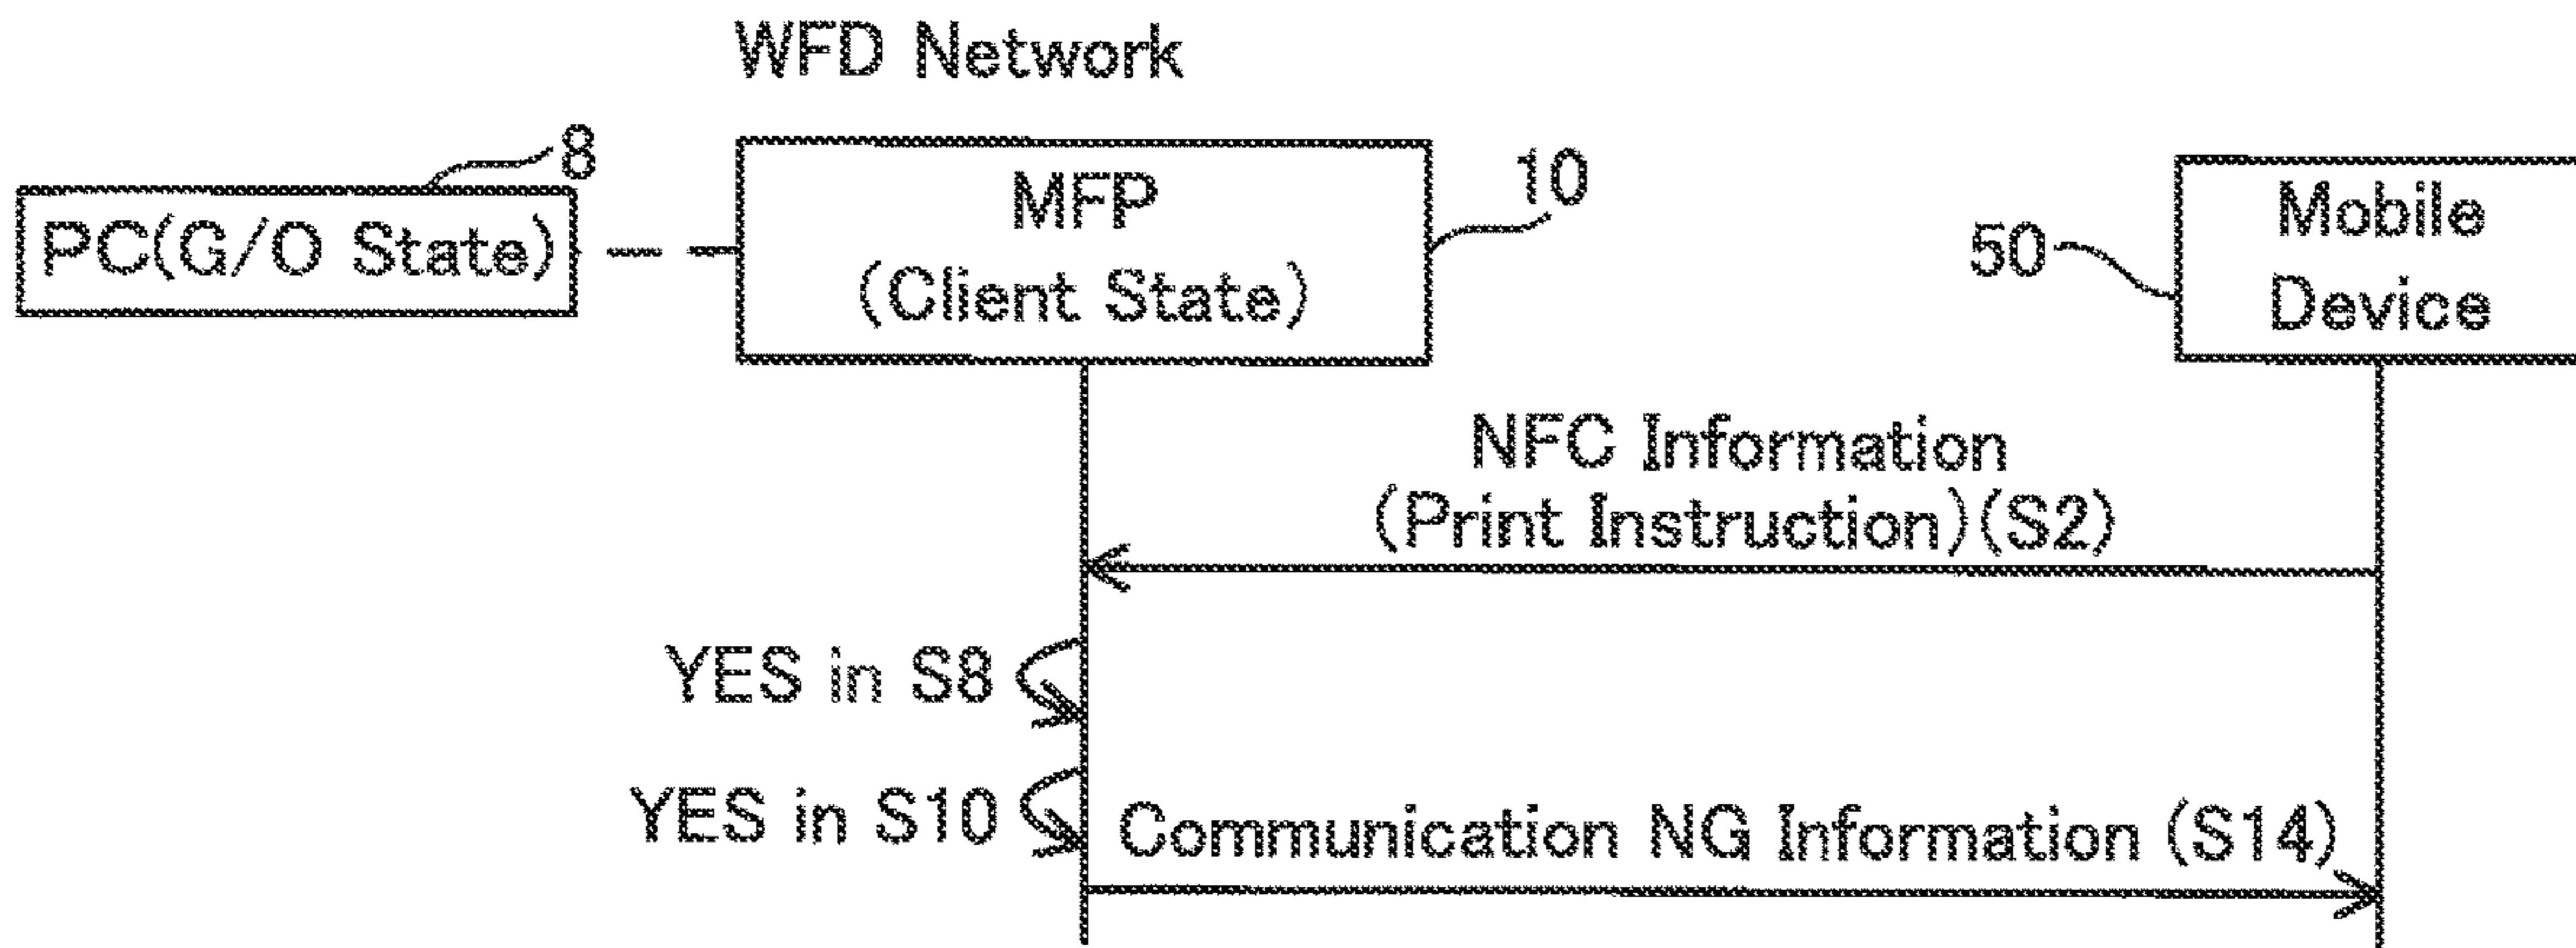 WFD Network
8
PC(G/O State)
MFP
(Client State)
10
50
Mobile
Device
NFC Information
(Print Instruction)(S2)
YES in S8
YES in S10
Communication NG Information (S14)